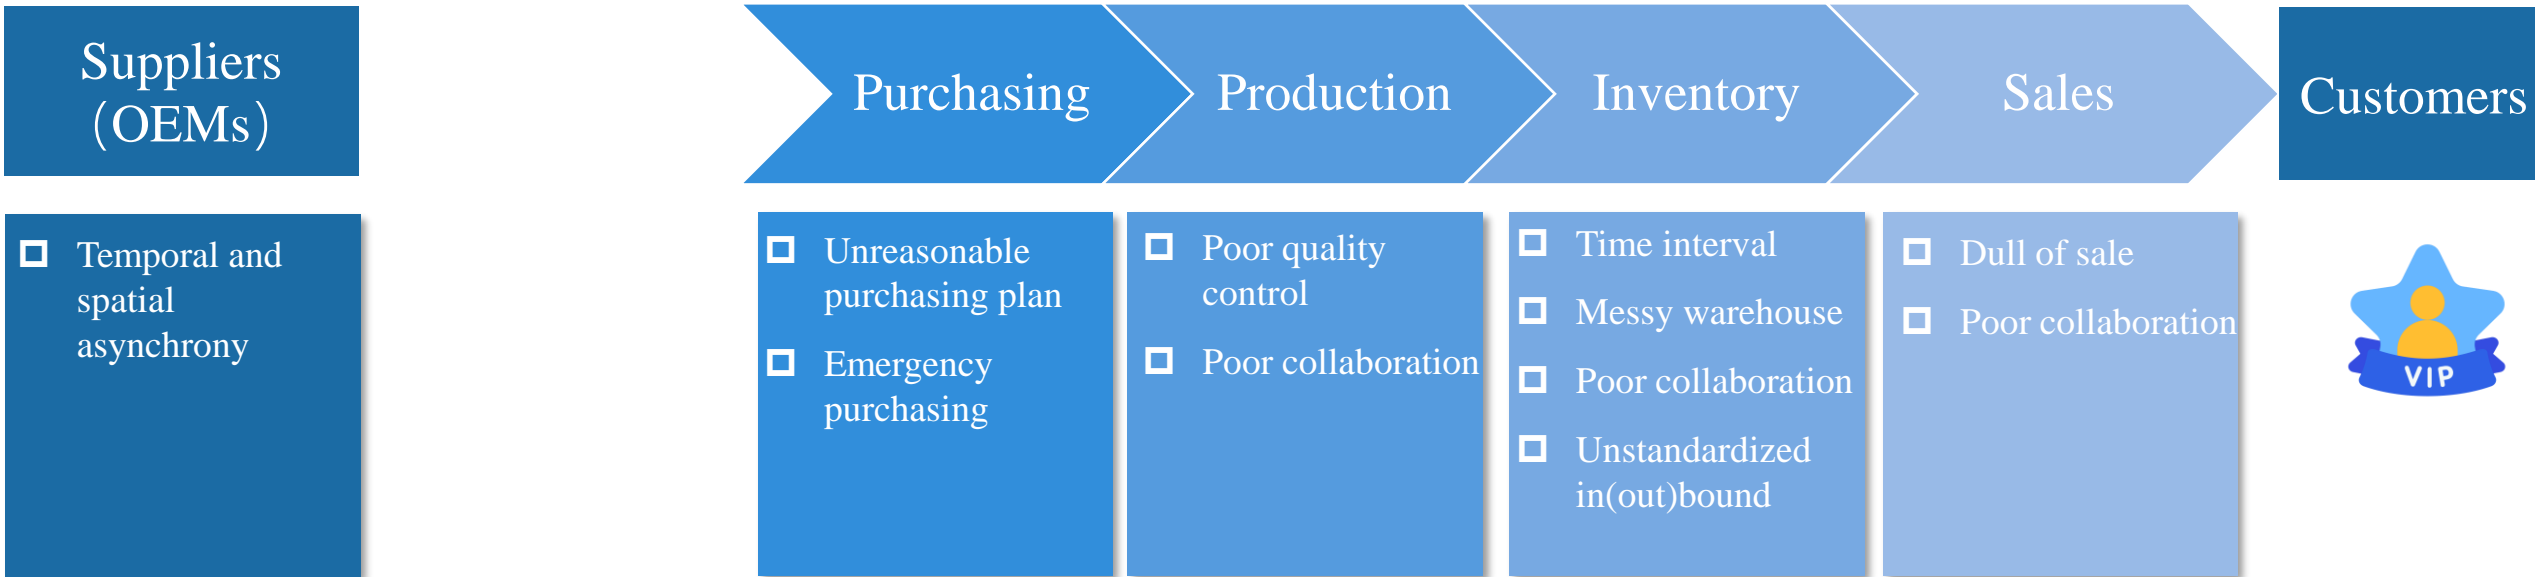 Suppliers
（OEMs）
Purchasing
Production
Inventory
Sales
Customers
Temporal and
spatial
asynchrony
Unreasonable
purchasing plan
Emergency
purchasing
Poor quality
control
Poor collaboration
Time interval
Messy warehouse
Poor collaboration
Unstandardized
in(out)bound
Dull of sale
Poor collaboration
VIP